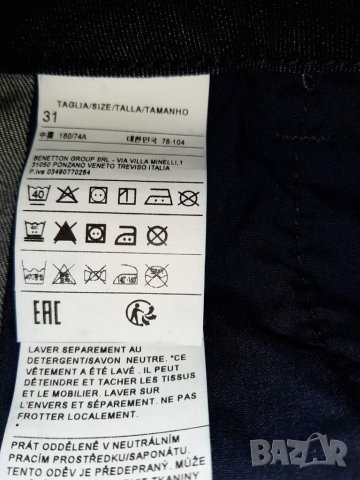 TAGLIA/SIZE/TALLA/TAMANHO
31
中國 180/74A 대한민국 78-104
BENETTON GROUP SRL - VIA VILLA MINELLI,1
31050 PONZANO VENETO TREVISO ITALIA
P.iva 03490770264
40
EAC
LAVER SEPAREMENT AU
DETERGENT/SAVON NEUTRE. *CE
VÊTEMENT A ÉTÉ LAVÉ . IL PEUT
DÉTEINDRE ET TACHER LES TISSUS
ET LE MOBILIER. LAVER SUR
L'ENVERS ET SÉPAREMENT. NE PAS
FROTTER LOCALEMENT.
PRÁT ODDĚLENĚ V NEUTRÁLNÍM
PRACÍM PROSTŘEDKU/SAPONÁTU.
TENTO ODĚV JE PŘEDEPRANÝ. MŮŽE
BAZAR